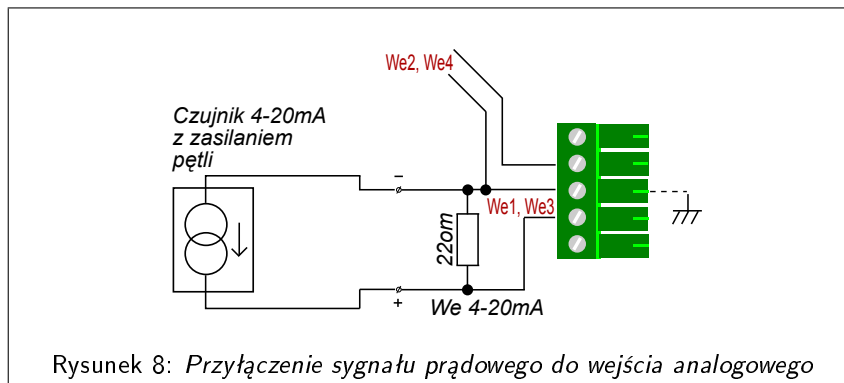 We2, We4
Czujnik 4-20mA
z zasilaniem
pętli
−
We1, We3
22om
+
We 4-20mA
Rysunek 8: Przyłączenie sygnału prądowego do wejścia analogowego